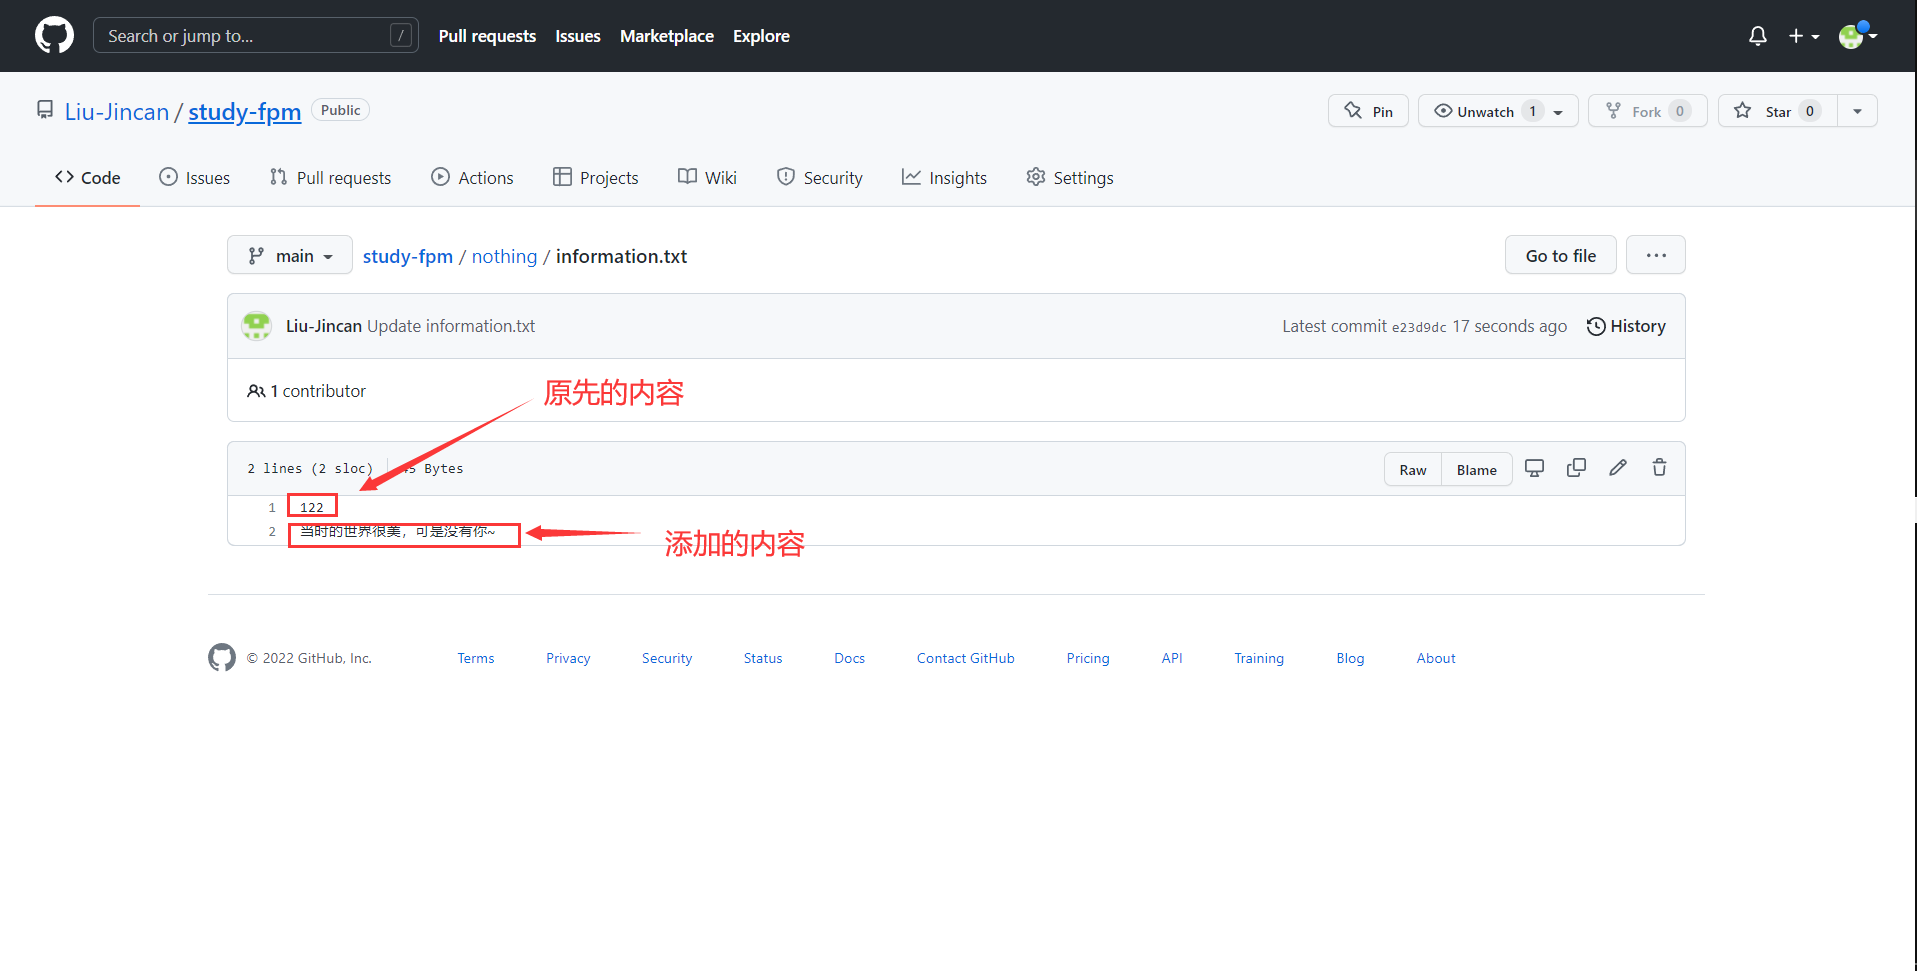 Search or jump to... /
Pull requests Issues Marketplace Explore
Liu-Jincan / study-fpm Public
Pin Unwatch 1 Fork 0 Star 0
Code Issues Pull requests Actions Projects Wiki Security Insights Settings
main study-fpm / nothing / information.txt Go to file ...
Liu-Jincan Update information.txt Latest commit e23d9dc 17 seconds ago History
1 contributor
原先的内容
2 lines (2 sloc) 45 Bytes Raw Blame
1 122
2 当时的世界很美，可是没有你~
添加的内容
© 2022 GitHub, Inc. Terms Privacy Security Status Docs Contact GitHub Pricing API Training Blog About